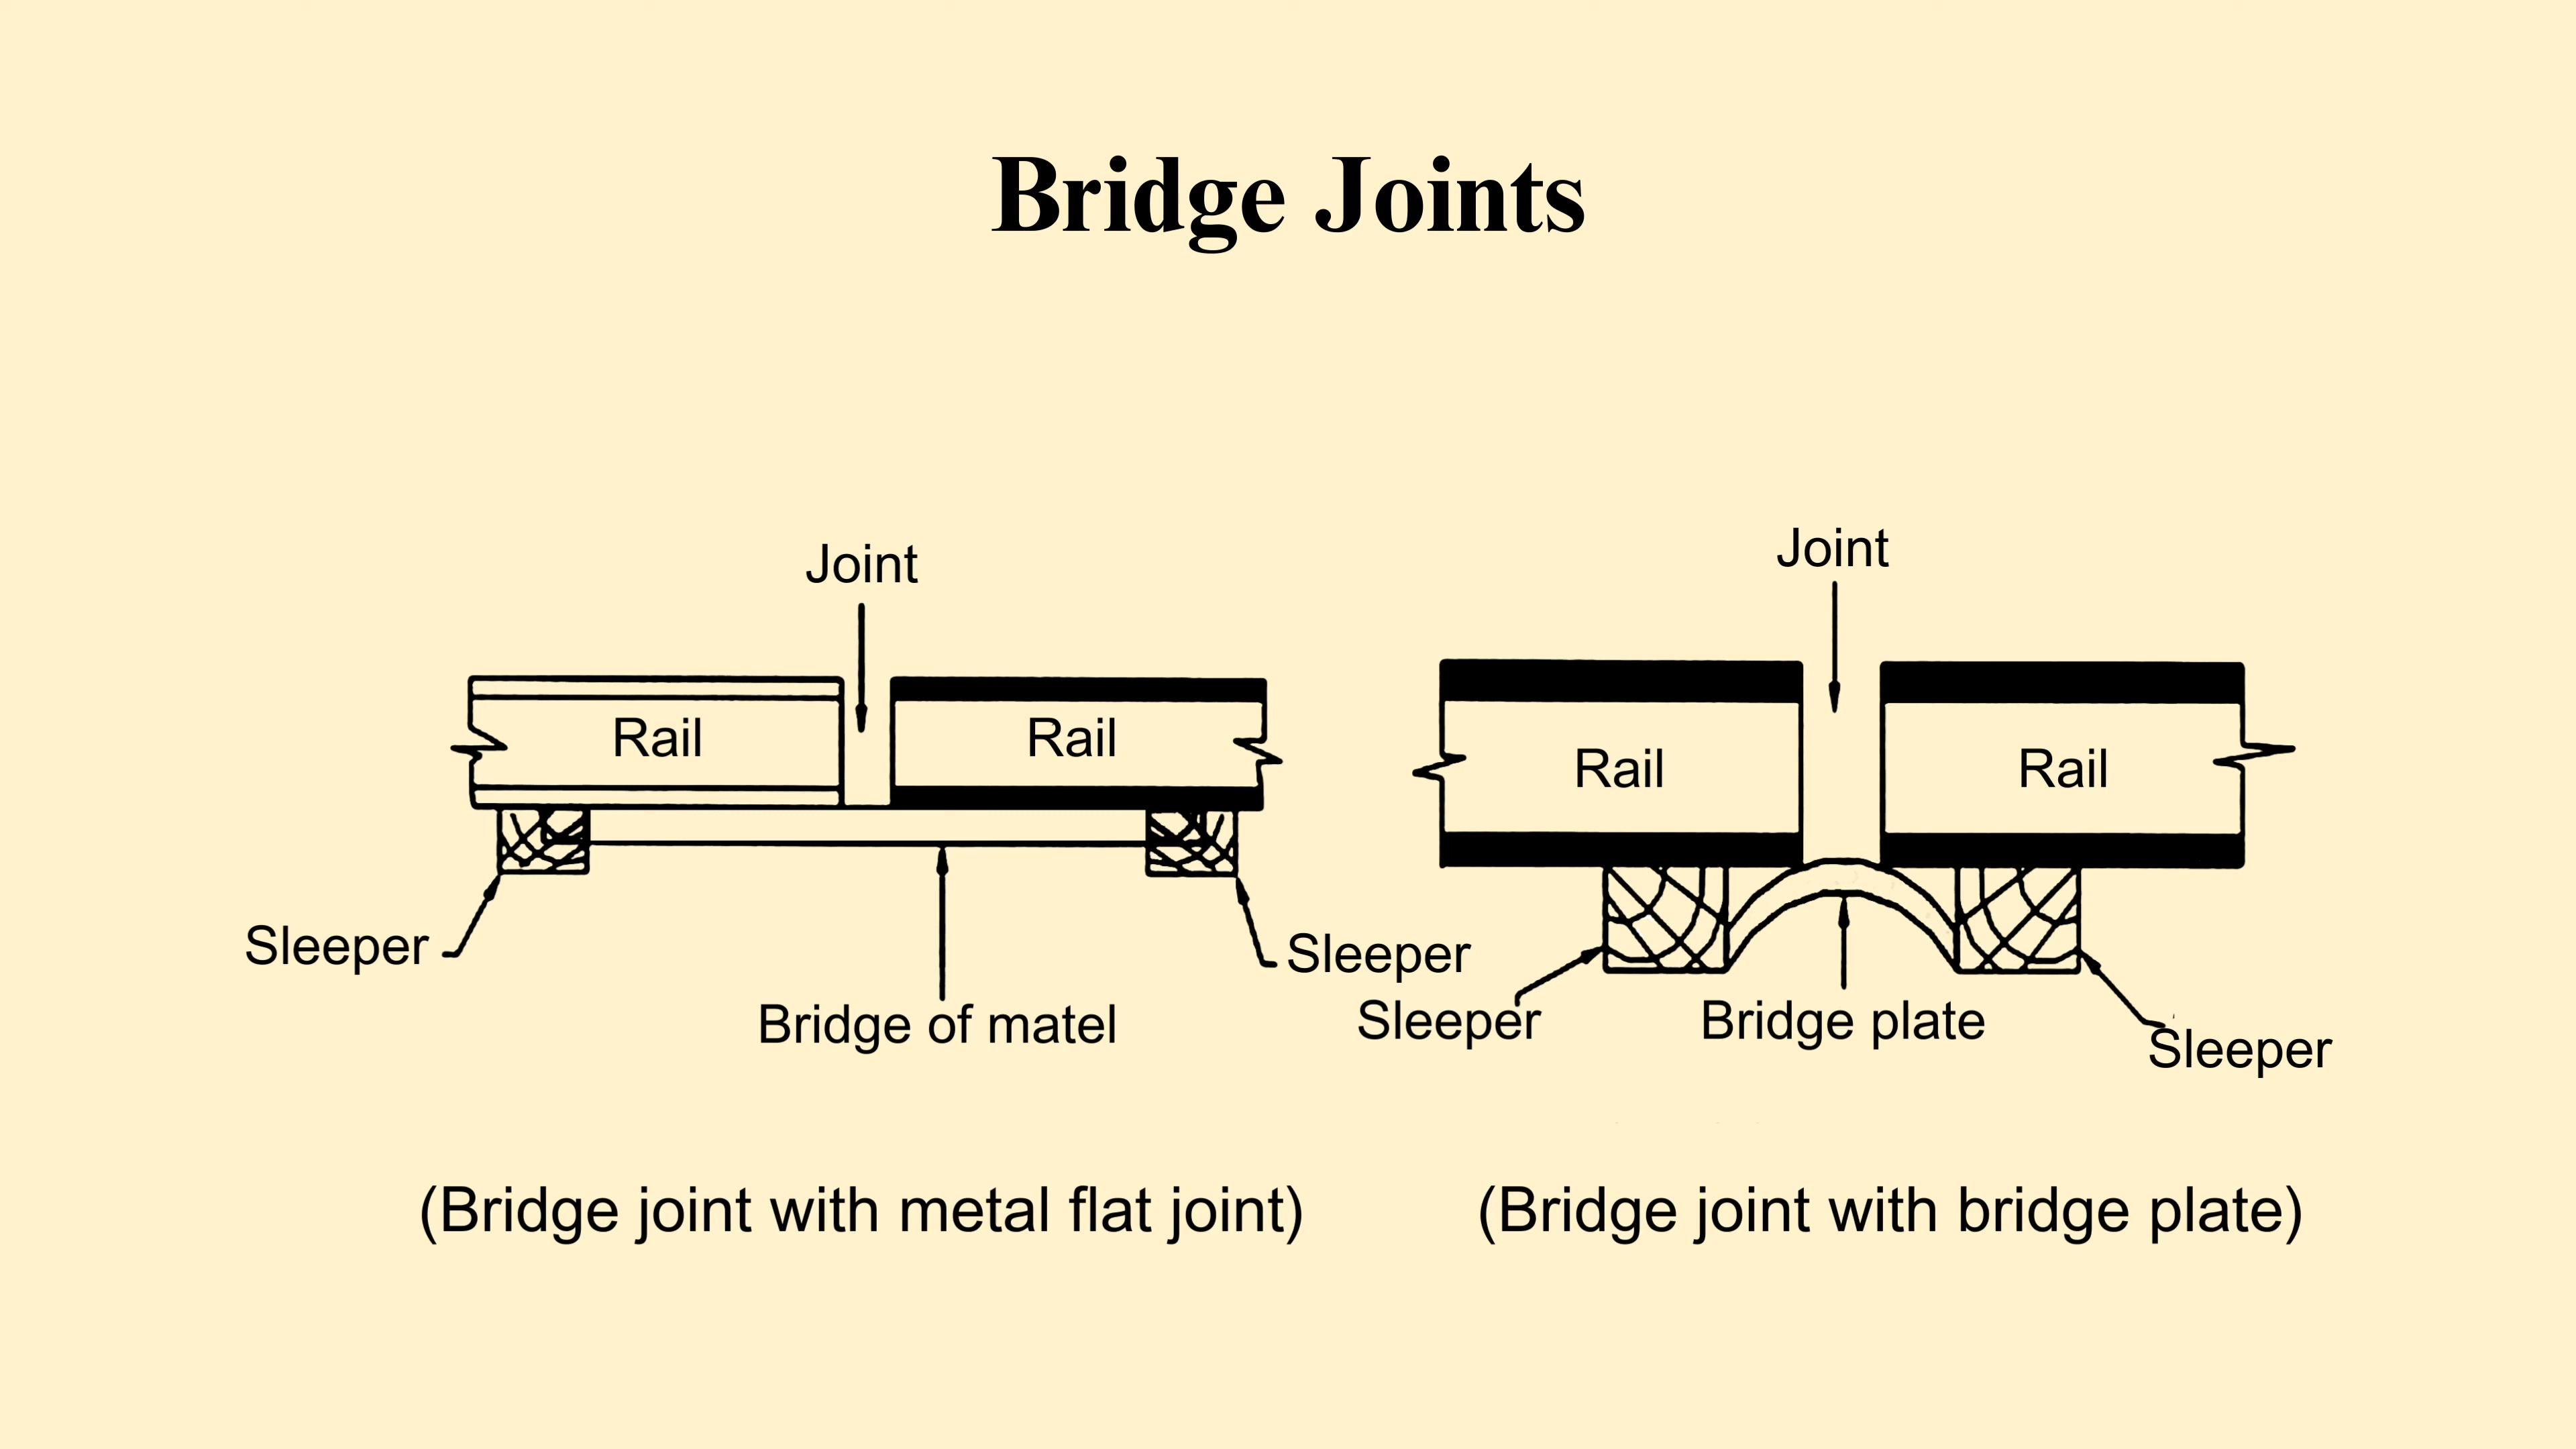 Bridge Joints
Joint
Joint
Rail
Rail
Rail
Rail
Sleeper
Sleeper
Bridge of matel
Sleeper
Bridge plate
Sleeper
(Bridge joint with metal flat joint)
(Bridge joint with bridge plate)